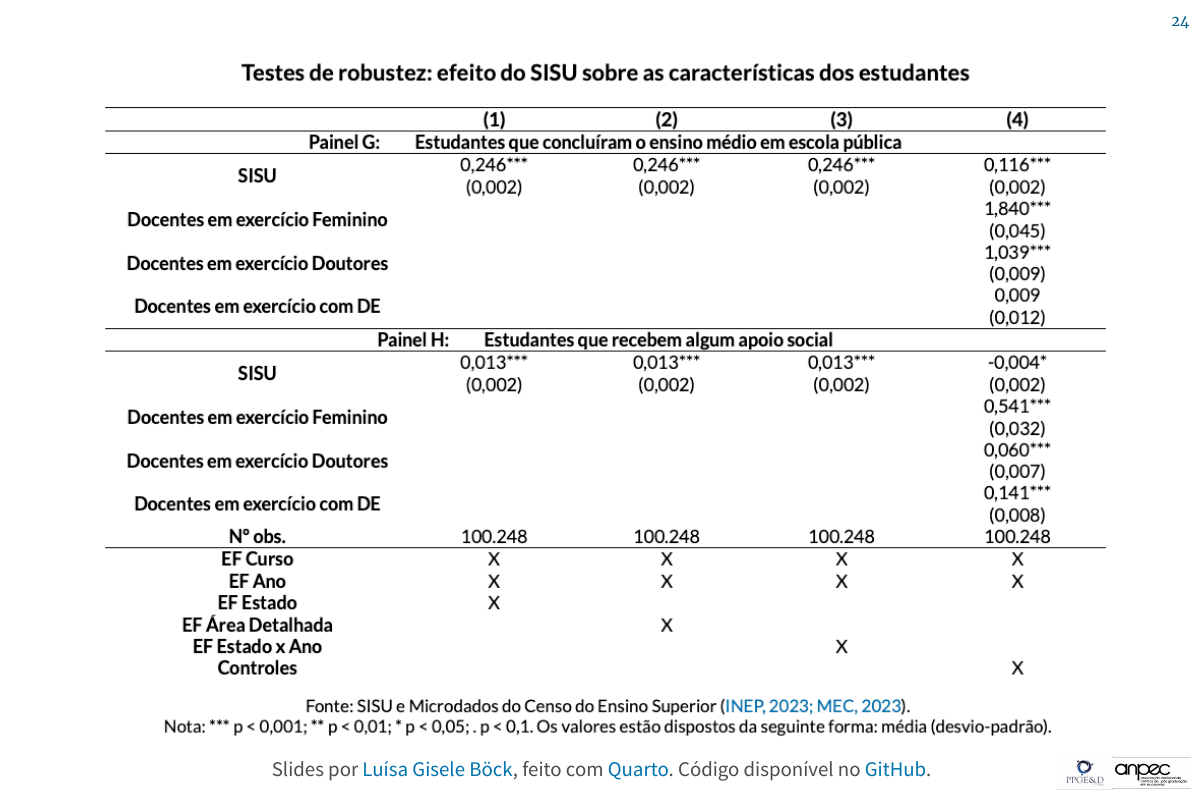 24
Testes de robustez: efeito do SISU sobre as características dos estudantes
(1) (2) (3) (4)
Painel G: Estudantes que concluíram o ensino médio em escola pública
SISU 0,246*** 0,246*** 0,246*** 0,116***
(0,002) (0,002) (0,002) (0,002)
Docentes em exercício Feminino 1,840***
(0,045)
Docentes em exercício Doutores 1,039***
(0,009)
Docentes em exercício com DE 0,009
(0,012)
Painel H: Estudantes que recebem algum apoio social
SISU 0,013*** 0,013*** 0,013*** -0,004*
(0,002) (0,002) (0,002) (0,002)
Docentes em exercício Feminino 0,541***
(0,032)
Docentes em exercício Doutores 0,060***
(0,007)
Docentes em exercício com DE 0,141***
(0,008)
Nº obs. 100.248 100.248 100.248 100.248
EF Curso X X X X
EF Ano X X X X
EF Estado X
EF Área Detalhada X
EF Estado x Ano X
Controles X
Fonte: SISU e Microdados do Censo do Ensino Superior (INEP, 2023; MEC, 2023).
Nota: *** p < 0,001; ** p < 0,01; * p < 0,05; . p < 0,1. Os valores estão dispostos da seguinte forma: média (desvio-padrão).
Slides por Luísa Gisele Böck, feito com Quarto. Código disponível no GitHub.
PPGE&D
anpec